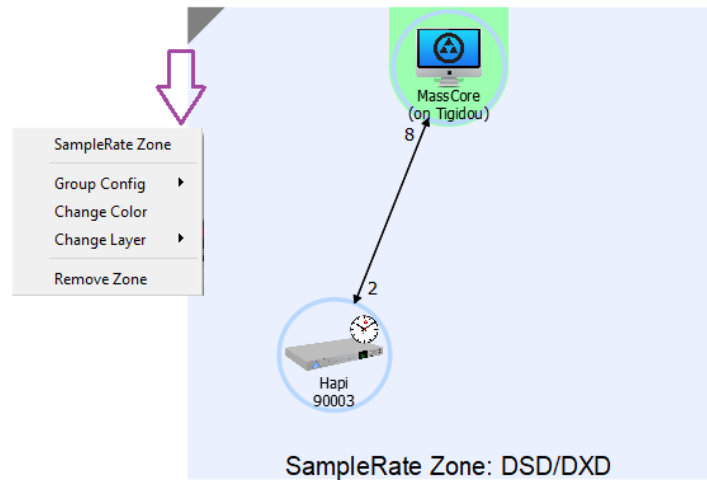 MassCore
(on Tigidou)
8
SampleRate Zone
Group Config
Change Color
Change Layer
Remove Zone
2
Hapi
90003
SampleRate Zone: DSD/DXD